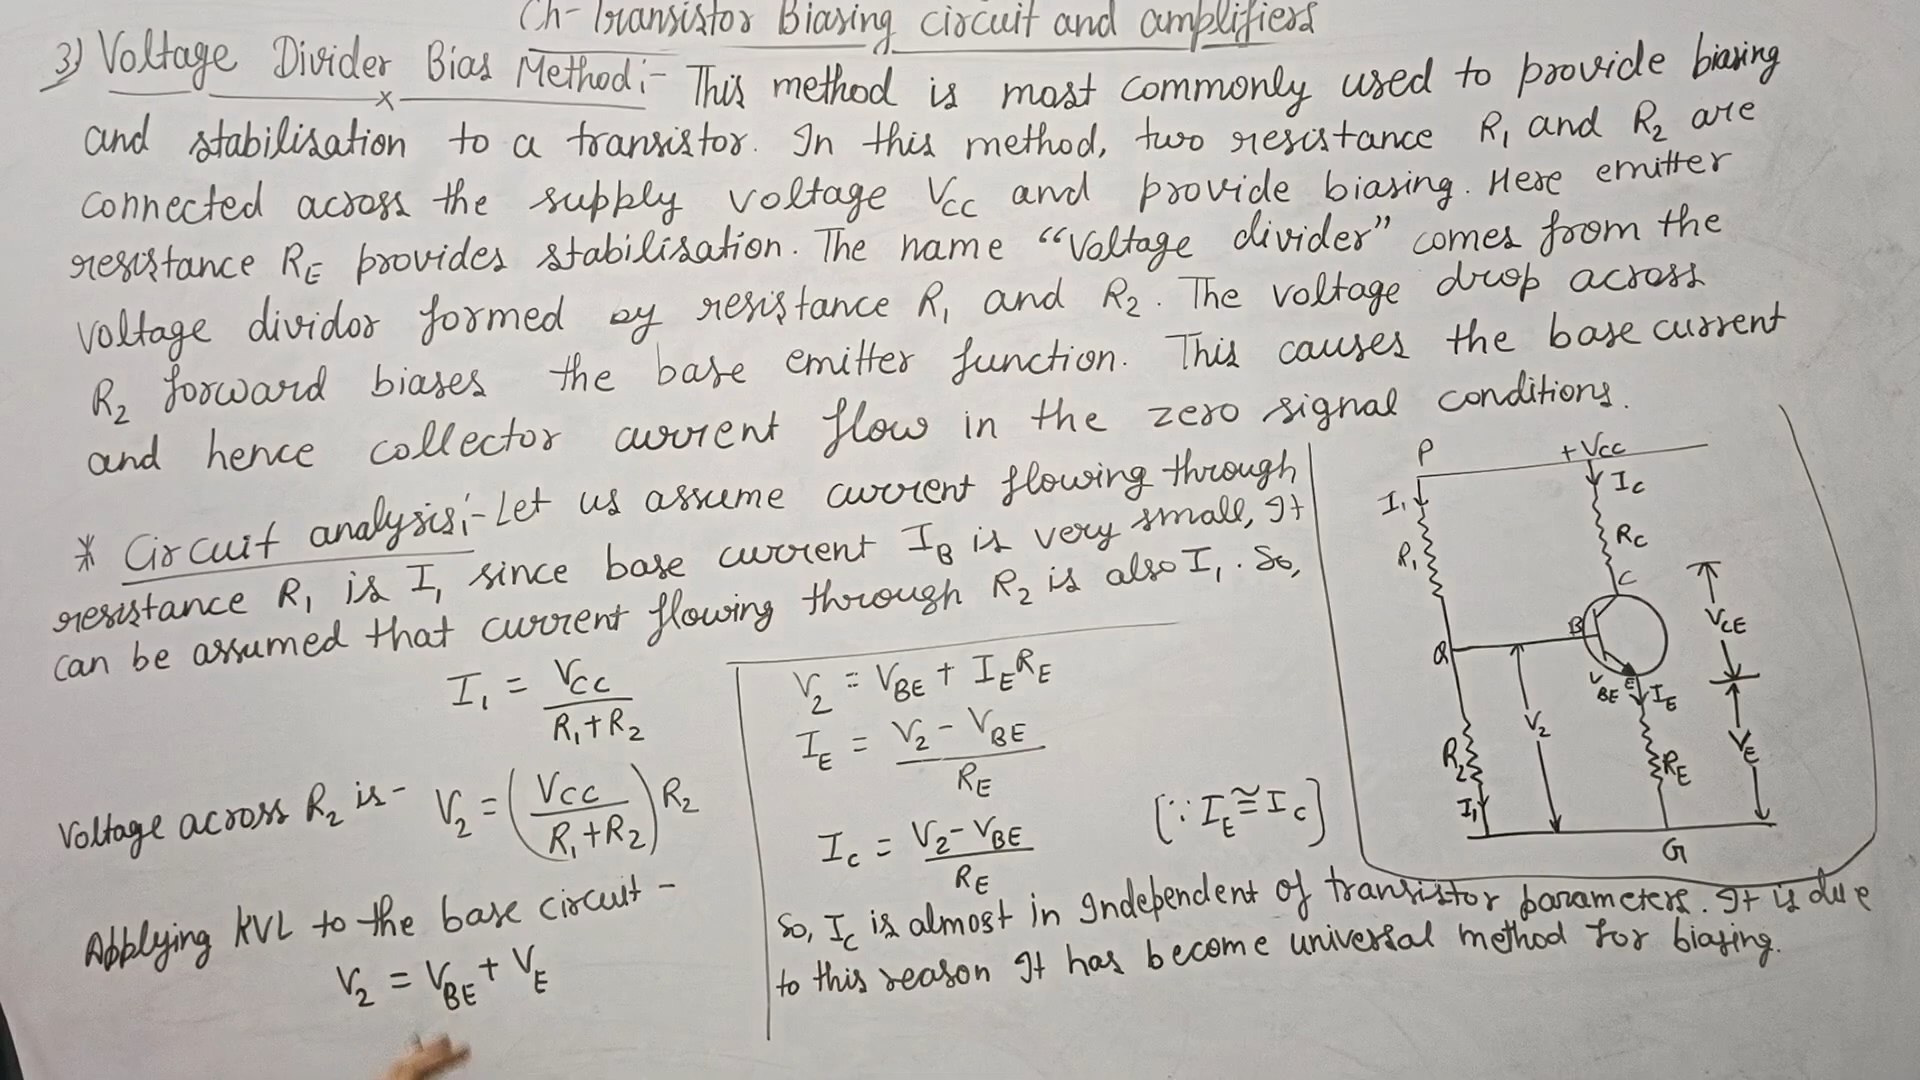 Ch- Transistor Biasing circuit and amplifiers
3) Voltage Divider Bias Method:- This method is most commonly used to provide biasing
and stabilisation to a transistor. In this method, two resistance R₁ and R₂ are
connected across the supply voltage Vcc and provide biasing. Here emitter
resistance RE provides stabilisation. The name “Voltage divider” comes from the
voltage dividor formed by resistance R₁ and R₂. The voltage drop across
R₂ forward biases the base emitter function. This causes the base current
and hence collector current flow in the zero signal conditions.
* Circuit analysis:- Let us assume current flowing through
resistance R₁ is I₁ since base current IB is very small, It
can be assumed that current flowing through R₂ is also I₁. So,
I₁ = Vcc / R₁+R₂
Voltage across R₂ is- V₂ = (Vcc / R₁+R₂) R₂
Applying KVL to the base circuit -
V₂ = VBE + VE
V₂ = VBE + IE RE
IE = V₂ - VBE / RE
Ic = V₂ - VBE / RE [∵ IE ≅ Ic]
So, Ic is almost in Independent of transistor parameters. It is due
to this reason It has become universal method for biasing.
P +Vcc
I₁ Ic
R₁ Rc
C
B VCE
Q
VBE E IE
V₂
R₂ RE VE
I₁
G